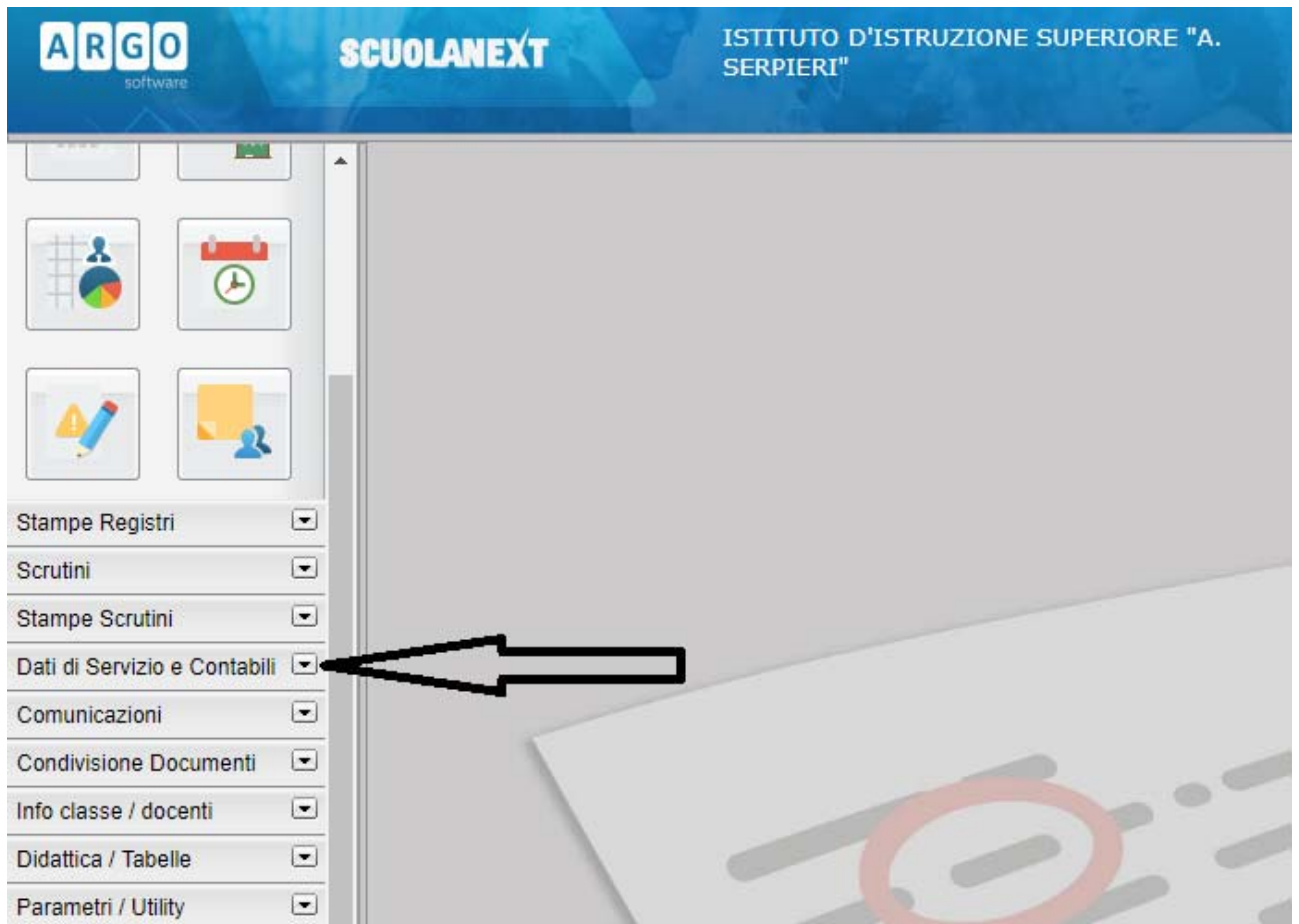 ARGO
software
SCUOLANEXT
ISTITUTO D'ISTRUZIONE SUPERIORE "A.
SERPIERI"
Stampe Registri
Scrutini
Stampe Scrutini
Dati di Servizio e Contabili
Comunicazioni
Condivisione Documenti
Info classe / docenti
Didattica / Tabelle
Parametri / Utility